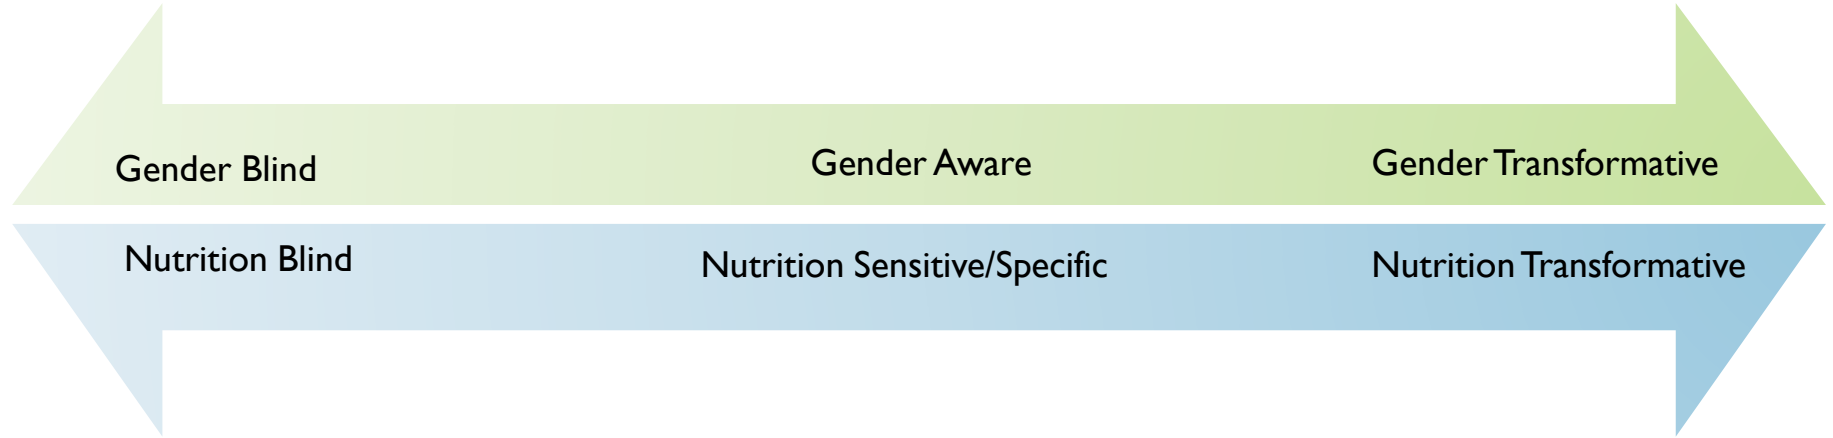 Gender Blind
Gender Aware
Gender Transformative
Nutrition Blind
Nutrition Sensitive/Specific
Nutrition Transformative